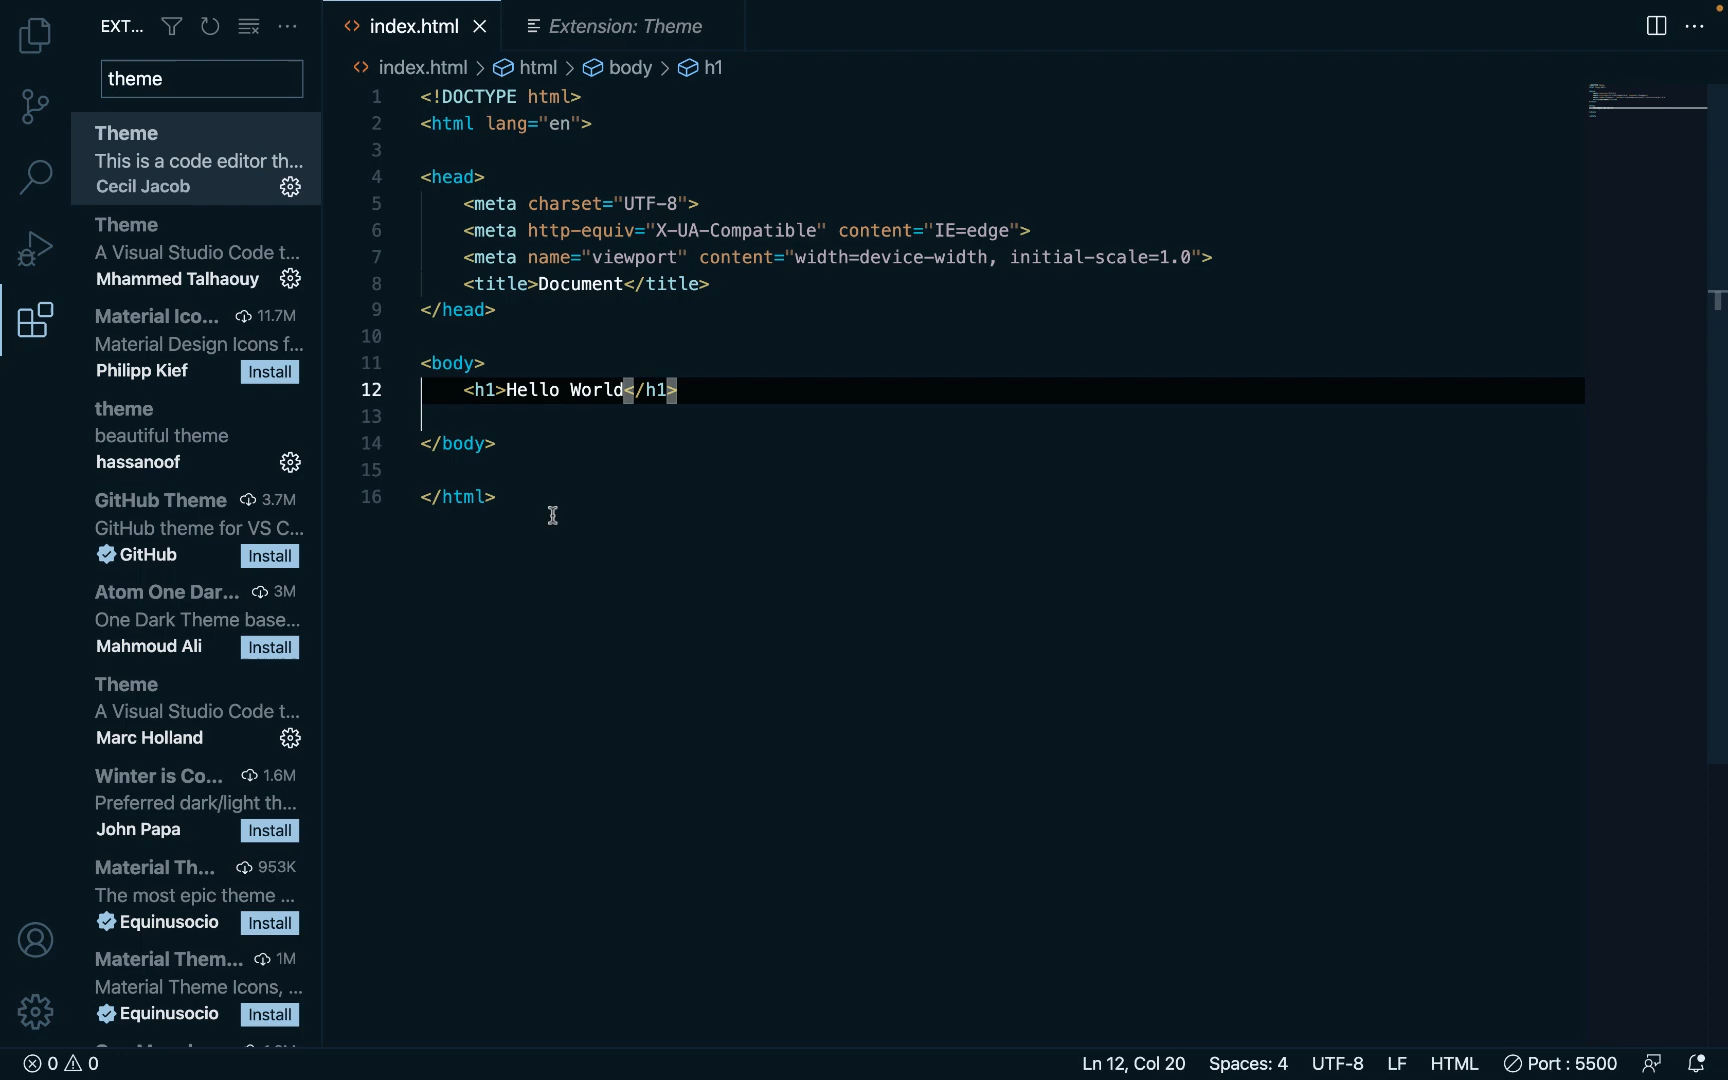 EXT...
theme
Theme
This is a code editor th...
Cecil Jacob
Theme
A Visual Studio Code t...
Mhammed Talhaouy
Material Ico... 11.7M
Material Design Icons f...
Philipp Kief Install
theme
beautiful theme
hassanoof
GitHub Theme 3.7M
GitHub theme for VS C...
GitHub Install
Atom One Dar... 3M
One Dark Theme base...
Mahmoud Ali Install
Theme
A Visual Studio Code t...
Marc Holland
Winter is Co... 1.6M
Preferred dark/light th...
John Papa Install
Material Th... 953K
The most epic theme ...
Equinusocio Install
Material Them... 1M
Material Theme Icons, ...
Equinusocio Install
index.html Extension: Theme
index.html > html > body > h1
1 <!DOCTYPE html>
2 <html lang="en">
3
4 <head>
5 <meta charset="UTF-8">
6 <meta http-equiv="X-UA-Compatible" content="IE=edge">
7 <meta name="viewport" content="width=device-width, initial-scale=1.0">
8 <title>Document</title>
9 </head>
10
11 <body>
12 <h1>Hello World</h1>
13
14 </body>
15
16 </html>
0 0 Ln 12, Col 20 Spaces: 4 UTF-8 LF HTML Port : 5500